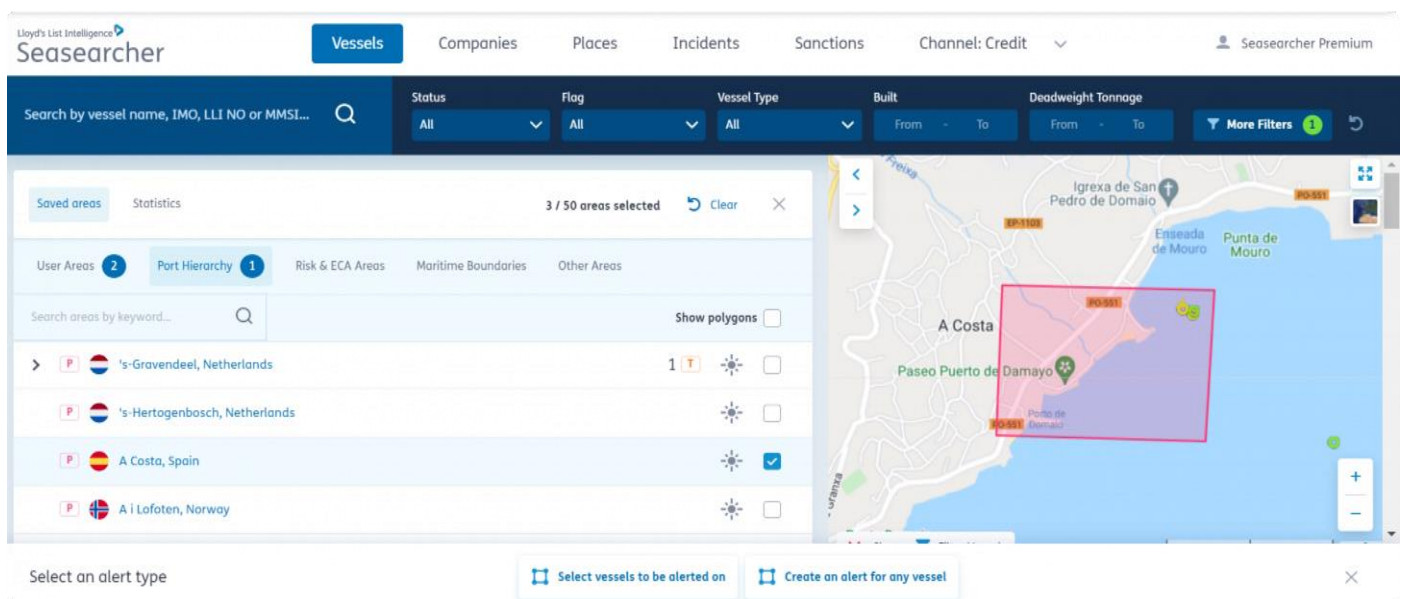 Lloyd's List Intelligence
Seasearcher
Vessels
Companies
Places
Incidents
Sanctions
Channel: Credit
Seasearcher Premium
Search by vessel name, IMO, LLI NO or MMSI...
Status
All
Flag
All
Vessel Type
All
Built
From - To
Deadweight Tonnage
From - To
More Filters 1
Saved areas
Statistics
3 / 50 areas selected
Clear
User Areas 2
Port Hierarchy 1
Risk & ECA Areas
Maritime Boundaries
Other Areas
Search areas by keyword...
Show polygons
P 's-Gravendeel, Netherlands 1 T
P 's-Hertogenbosch, Netherlands
P A Costa, Spain
P A i Lofoten, Norway
Freixa
Igrexa de San
Pedro de Domaio
PO-551
EP-1103
Enseada
de Mouro
Punta de
Mouro
PO-551
A Costa
Paseo Puerto de Damayo
Porto de
Domaio
PO-551
Granxa
+
-
Select an alert type
Select vessels to be alerted on
Create an alert for any vessel